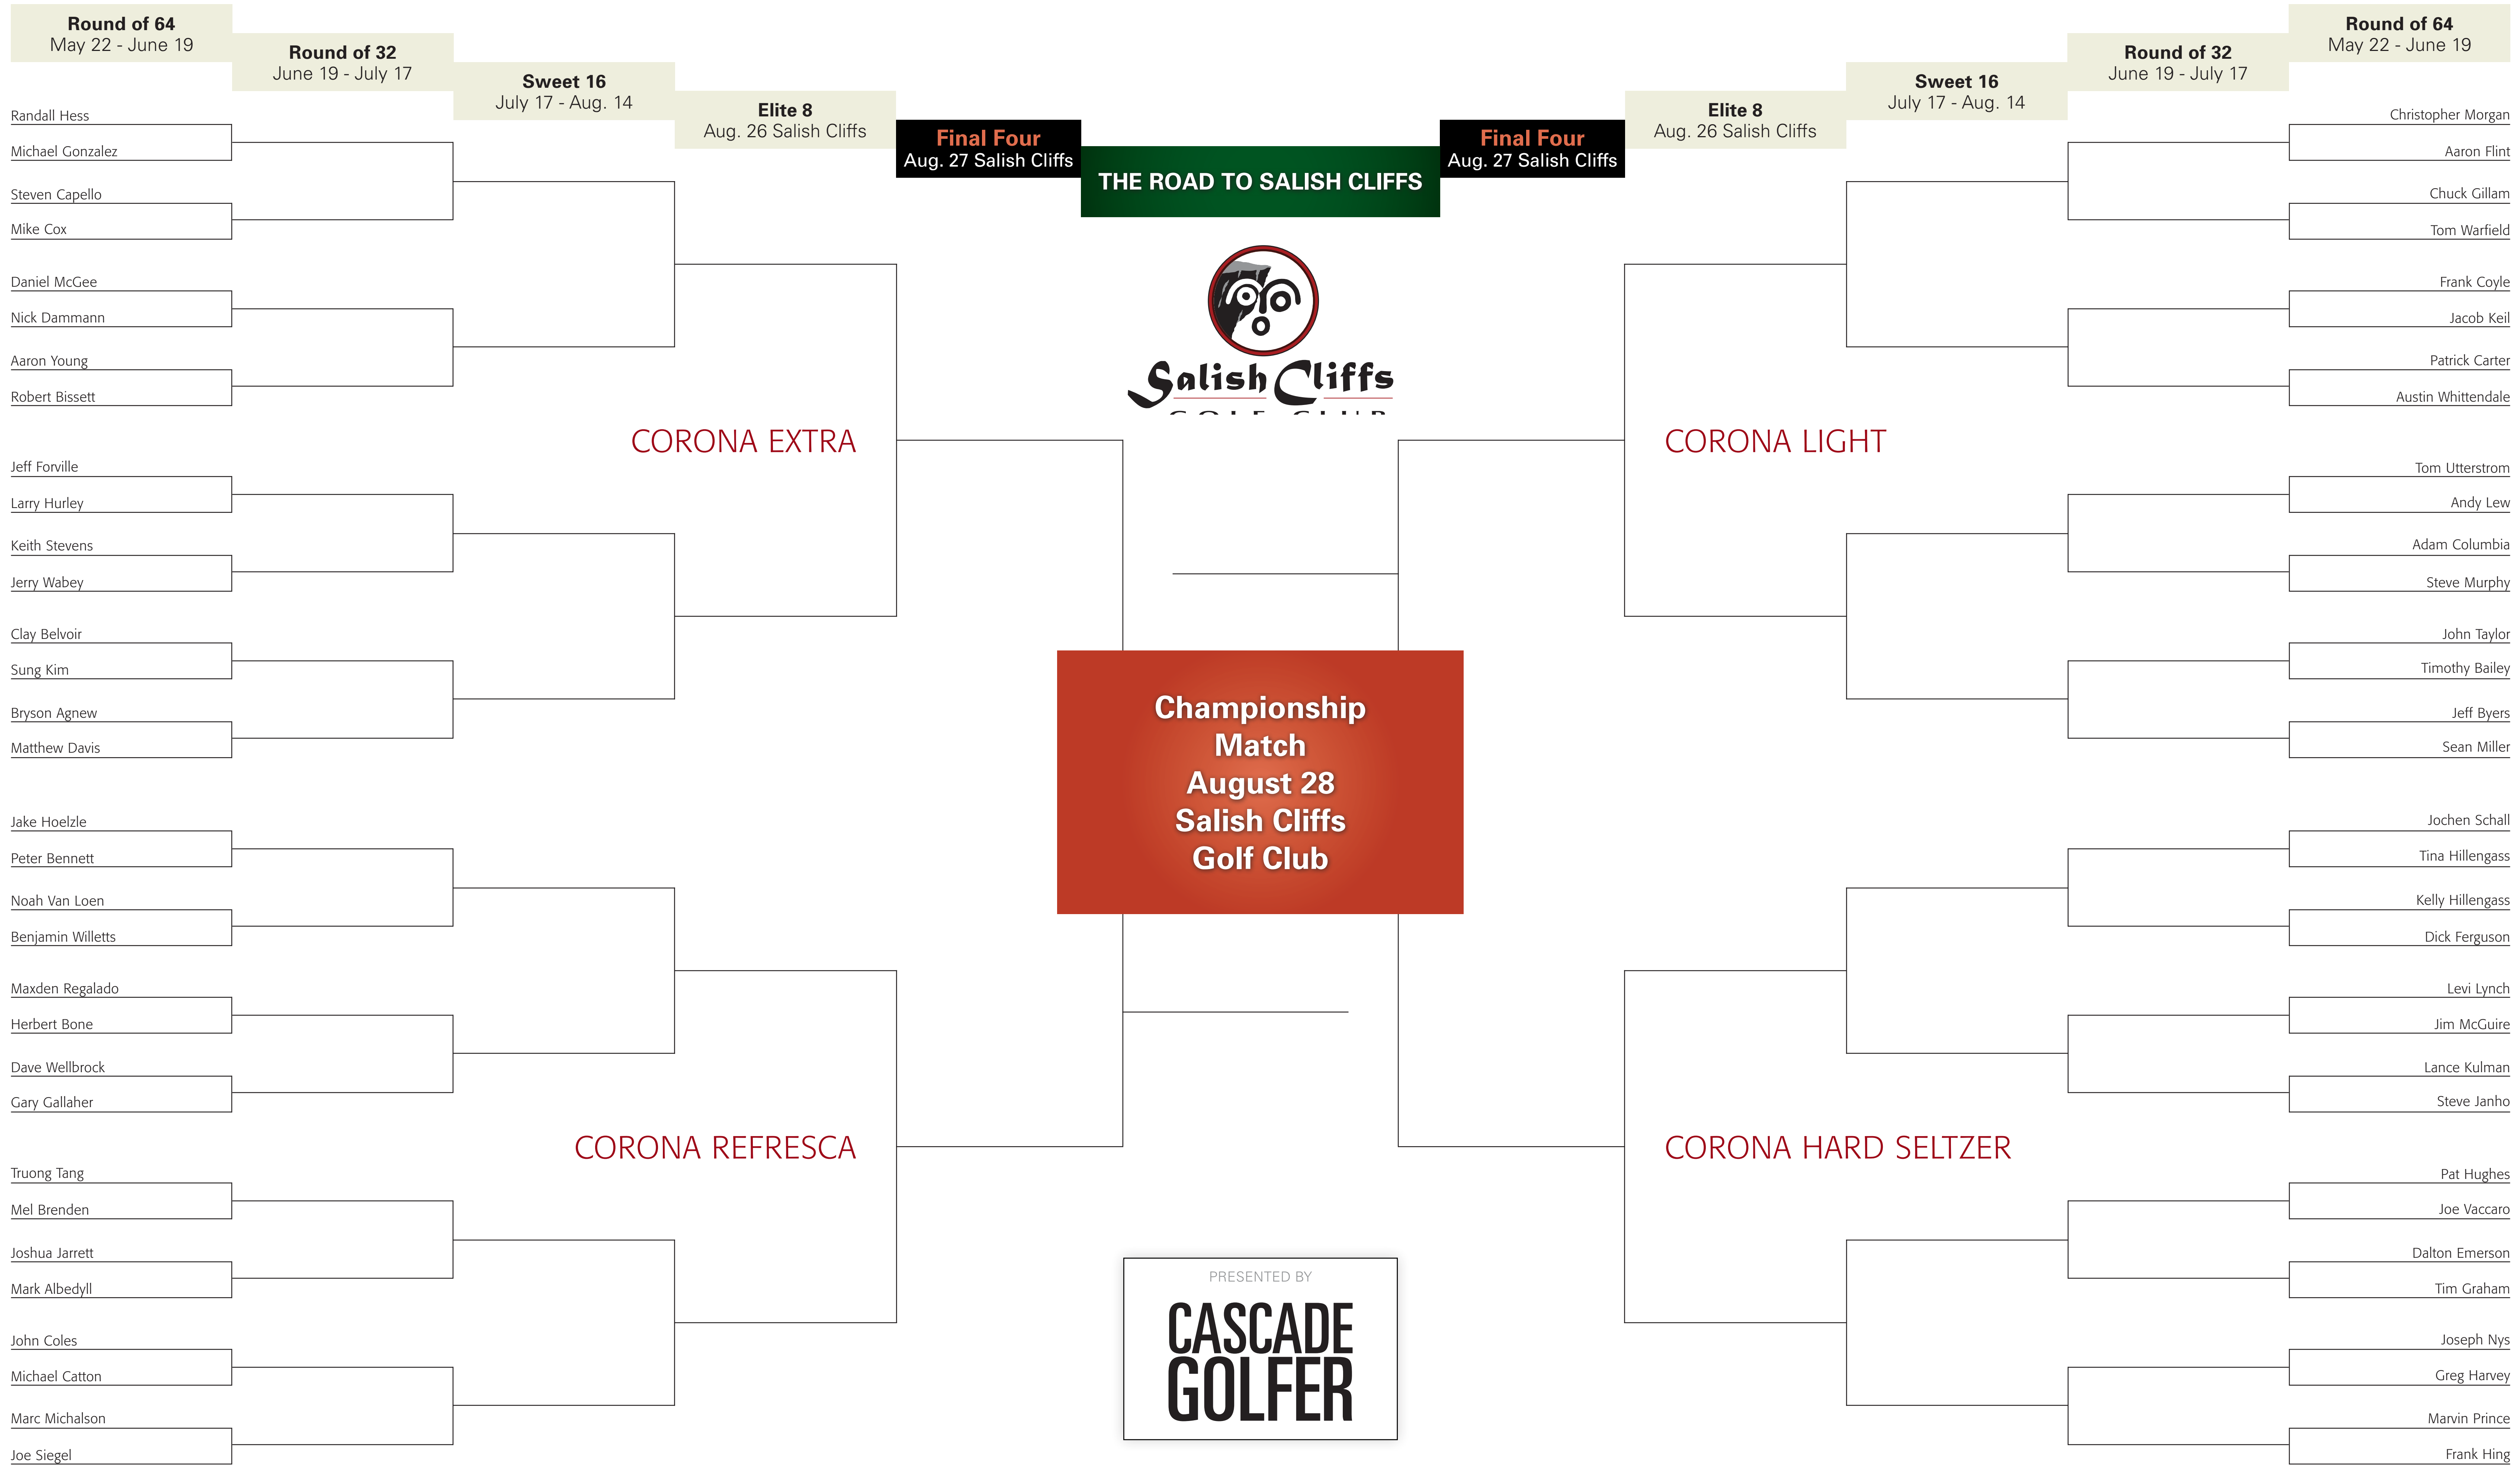 Round of 64
May 22 - June 19
Round of 32
June 19 - July 17
Sweet 16
July 17 - Aug. 14
Elite 8
Aug. 26 Salish Cliffs
Final Four
Aug. 27 Salish Cliffs
THE ROAD TO SALISH CLIFFS
Final Four
Aug. 27 Salish Cliffs
Elite 8
Aug. 26 Salish Cliffs
Sweet 16
July 17 - Aug. 14
Round of 32
June 19 - July 17
Round of 64
May 22 - June 19
Randall Hess
Michael Gonzalez
Steven Capello
Mike Cox
Daniel McGee
Nick Dammann
Aaron Young
Robert Bissett
CORONA EXTRA
Jeff Forville
Larry Hurley
Keith Stevens
Jerry Wabey
Clay Belvoir
Sung Kim
Bryson Agnew
Matthew Davis
Jake Hoelzle
Peter Bennett
Noah Van Loen
Benjamin Willetts
Maxden Regalado
Herbert Bone
Dave Wellbrock
Gary Gallaher
CORONA REFRESCA
Truong Tang
Mel Brenden
Joshua Jarrett
Mark Albedyll
John Coles
Michael Catton
Marc Michalson
Joe Siegel
Salish Cliffs
GOLF CLUB
Championship
Match
August 28
Salish Cliffs
Golf Club
PRESENTED BY
CASCADE
GOLFER
Christopher Morgan
Aaron Flint
Chuck Gillam
Tom Warfield
Frank Coyle
Jacob Keil
Patrick Carter
Austin Whittendale
CORONA LIGHT
Tom Utterstrom
Andy Lew
Adam Columbia
Steve Murphy
John Taylor
Timothy Bailey
Jeff Byers
Sean Miller
Jochen Schall
Tina Hillengass
Kelly Hillengass
Dick Ferguson
Levi Lynch
Jim McGuire
Lance Kulman
Steve Janho
CORONA HARD SELTZER
Pat Hughes
Joe Vaccaro
Dalton Emerson
Tim Graham
Joseph Nys
Greg Harvey
Marvin Prince
Frank Hing